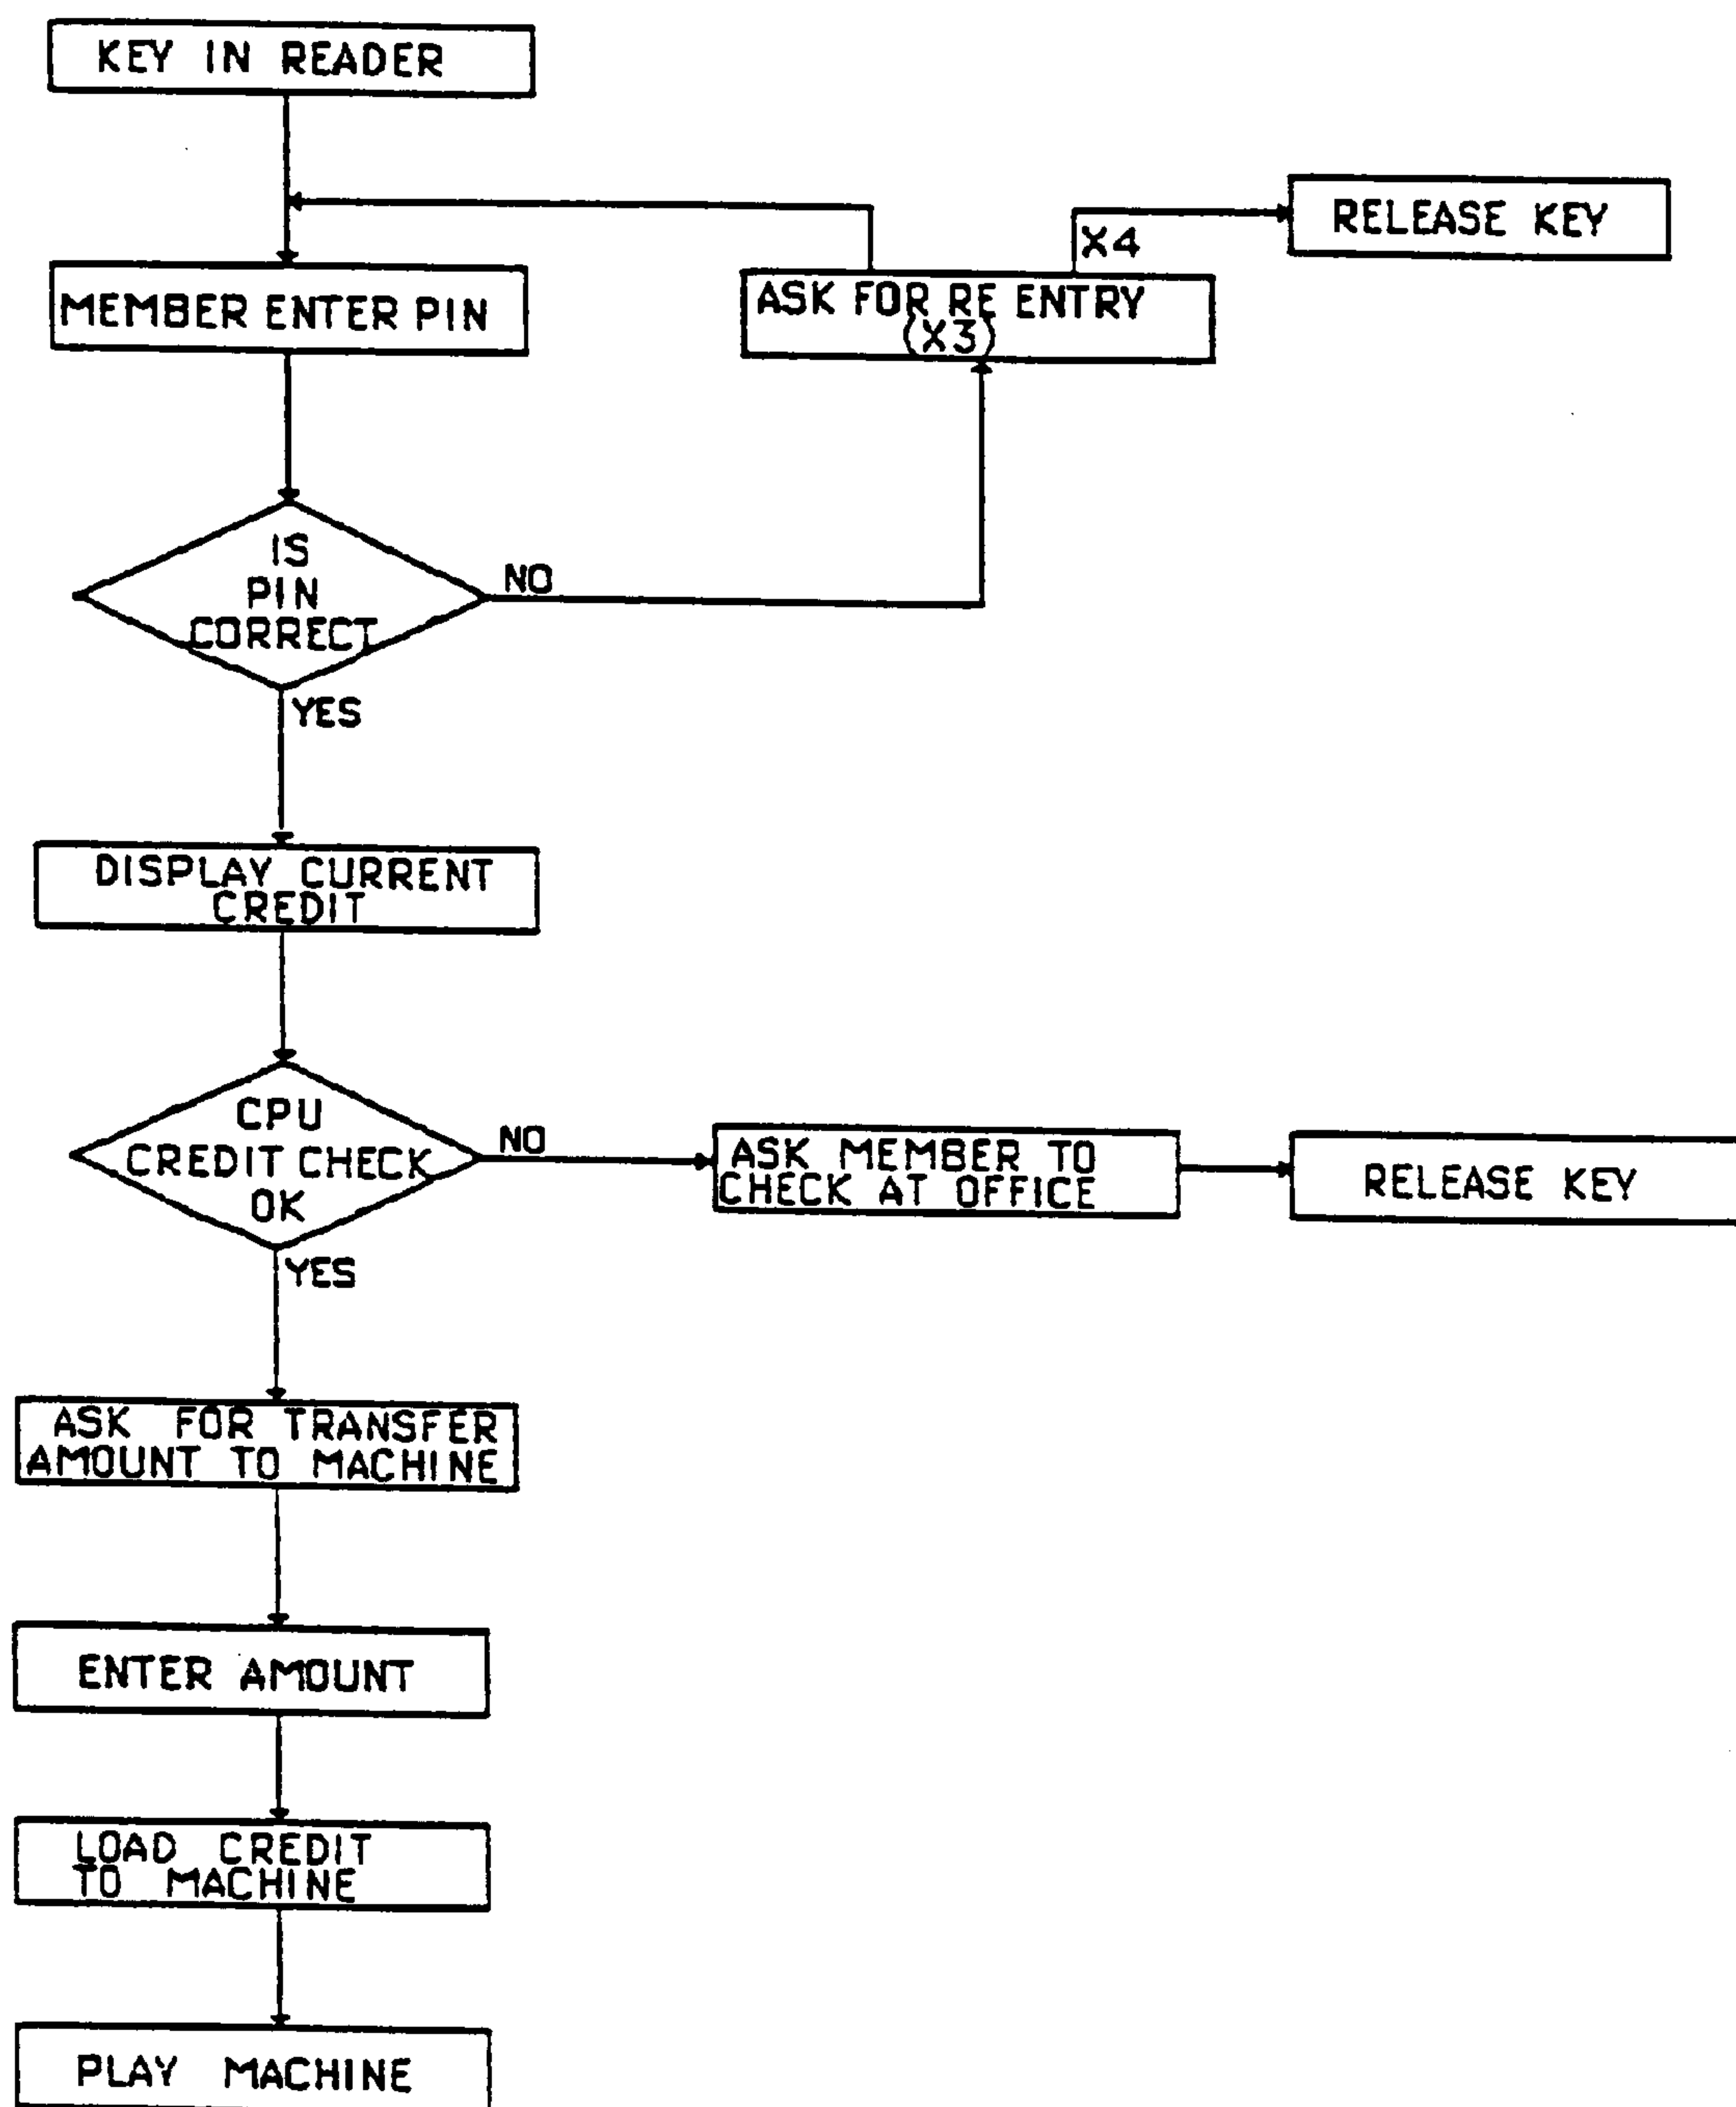 KEY IN READER
RELEASE KEY
X4
MEMBER ENTER PIN
ASK FOR RE ENTRY
(X3)
IS
PIN
CORRECT
NO
YES
DISPLAY CURRENT
CREDIT
CPU
CREDIT CHECK
OK
NO
ASK MEMBER TO
CHECK AT OFFICE
RELEASE KEY
YES
ASK FOR TRANSFER
AMOUNT TO MACHINE
ENTER AMOUNT
LOAD CREDIT
TO MACHINE
PLAY MACHINE